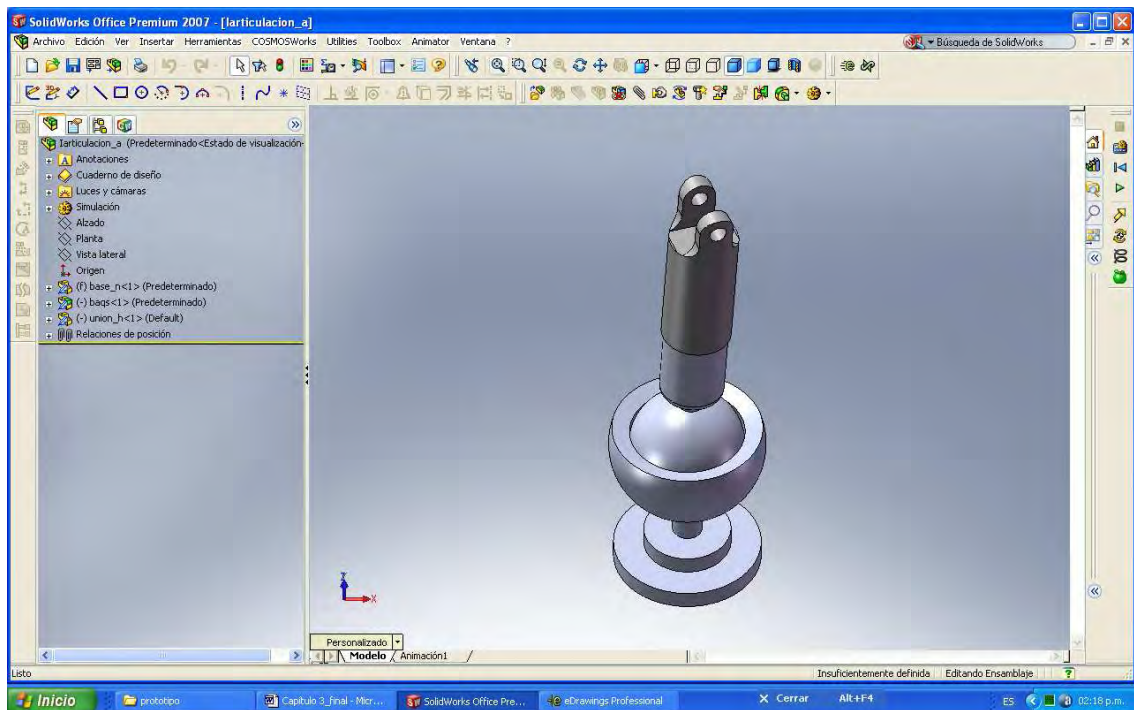 SolidWorks Office Premium 2007 - [Iarticulacion_a]
Archivo Edición Ver Insertar Herramientas COSMOSWorks Utilities Toolbox Animator Ventana ?
Búsqueda de SolidWorks
Iarticulacion_a (Predeterminado<Estado de visualización-
Anotaciones
Cuaderno de diseño
Luces y cámaras
Simulación
Alzado
Planta
Vista lateral
Origen
(f) base_n<1> (Predeterminado)
(-) baqs<1> (Predeterminado)
(-) union_h<1> (Default)
Relaciones de posición
Z
X
Personalizado
Modelo Animación1
Listo
Insuficientemente definida Editando Ensamblaje ?
Inicio prototipo Capitulo 3_final - Micr... SolidWorks Office Pre... eDrawings Professional X Cerrar Alt+F4 ES 02:18 p.m.